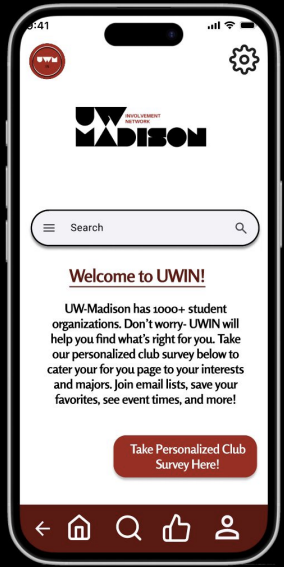 9:41
UWM
UW INVOLVEMENT
NETWORK
MADISON
Search
Welcome to UWIN!
UW-Madison has 1000+ student
organizations. Don't worry- UWIN will
help you find what's right for you. Take
our personalized club survey below to
cater your for you page to your interests
and majors. Join email lists, save your
favorites, see event times, and more!
Take Personalized Club
Survey Here!